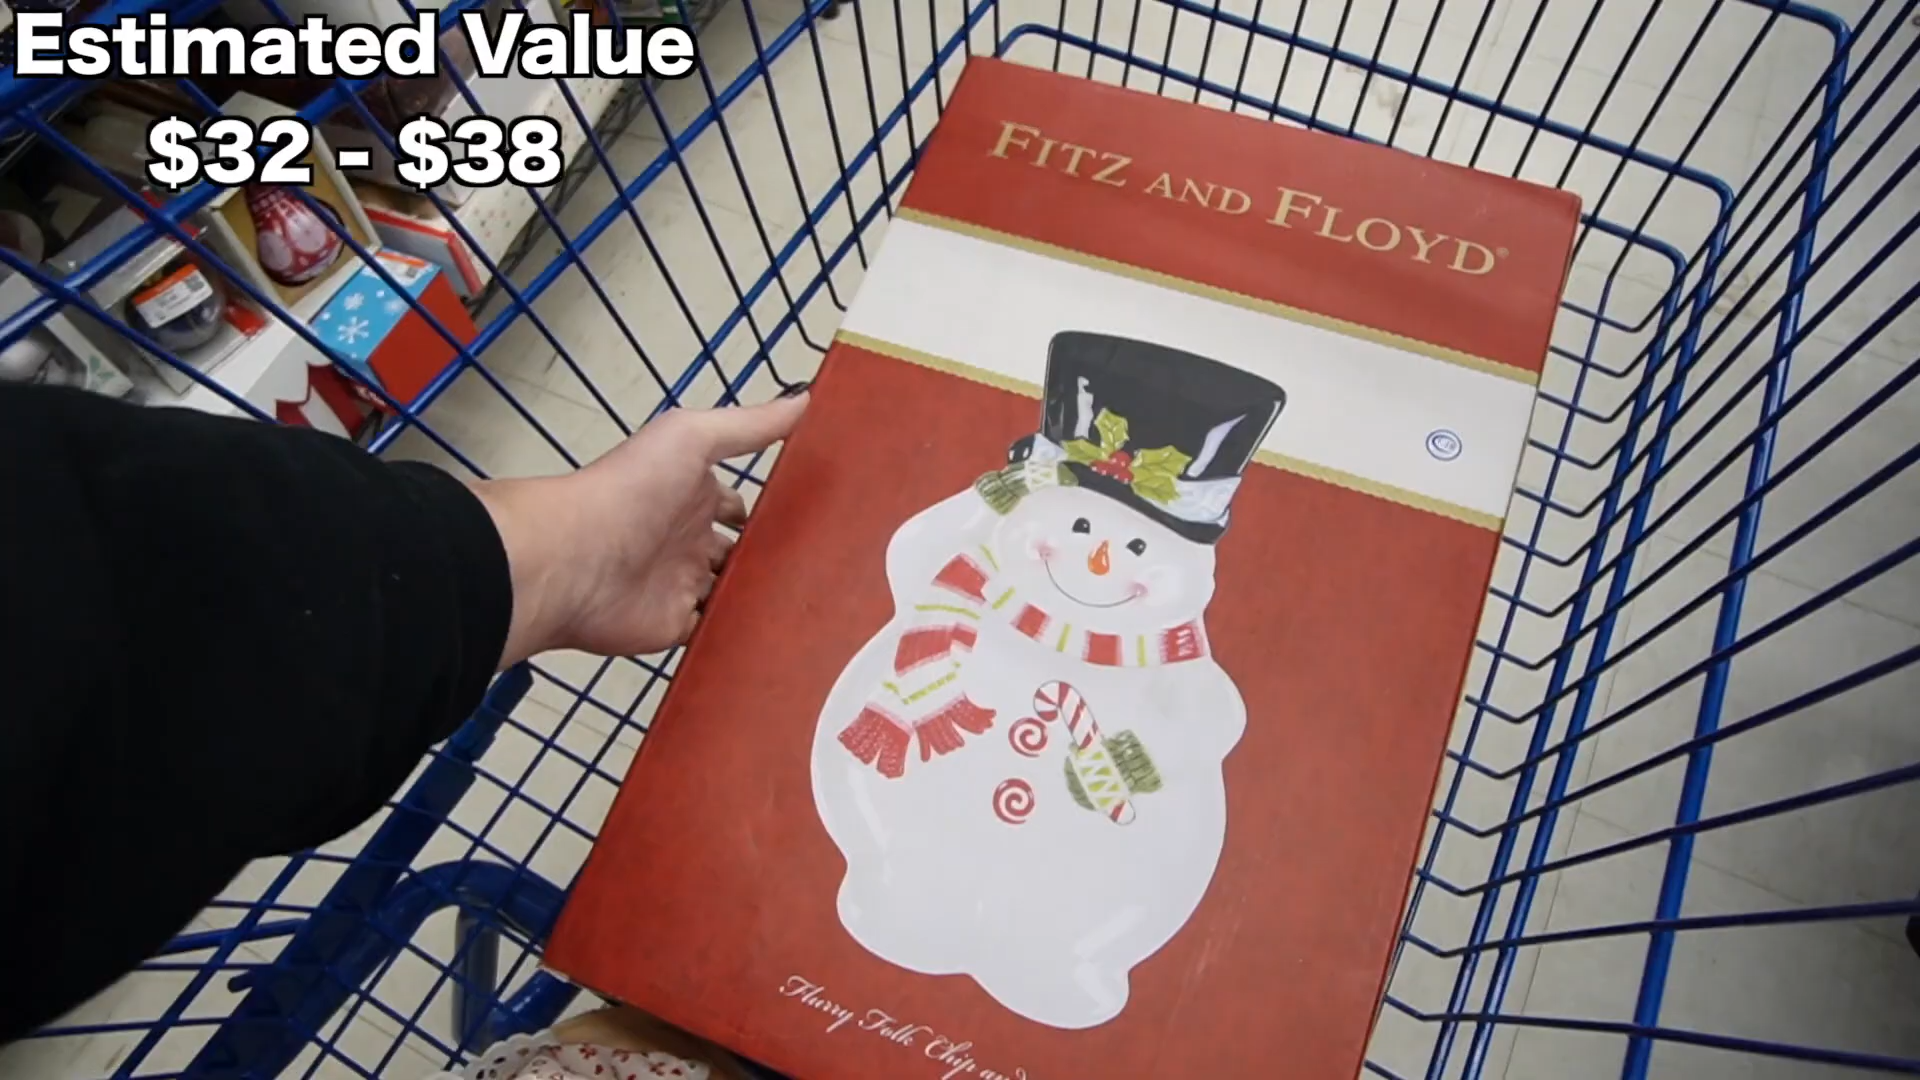 Estimated Value
$32 - $38
FITZ AND FLOYD®
Flurry Folk Chip and